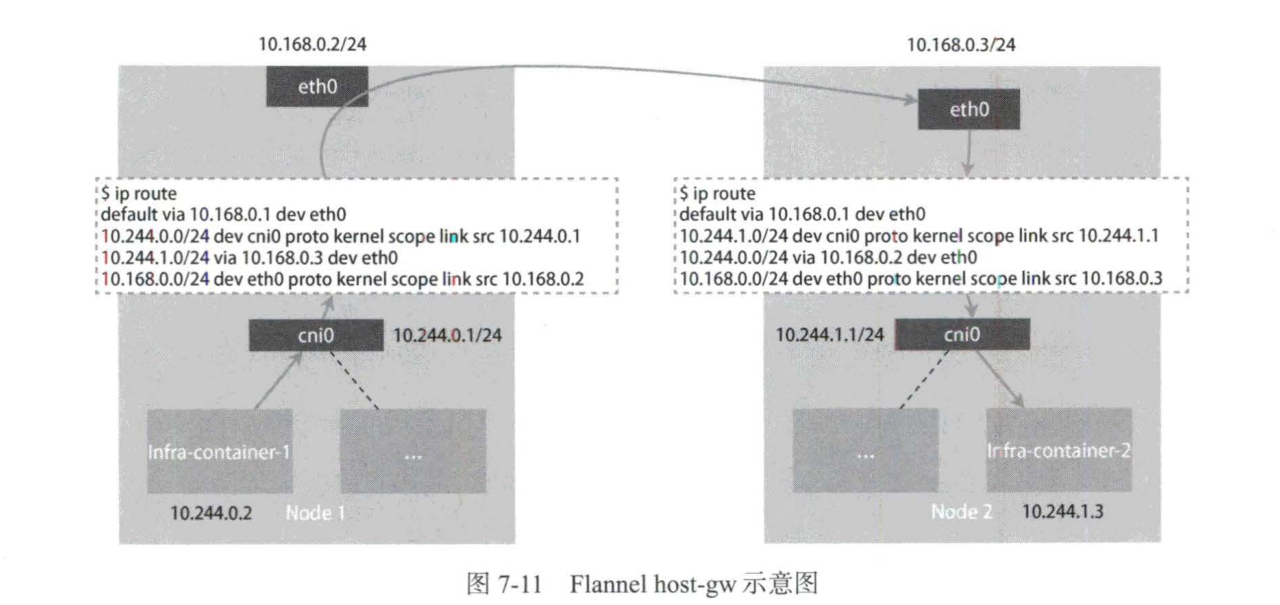 10.168.0.2/24
eth0
$ ip route
default via 10.168.0.1 dev eth0
10.244.0.0/24 dev cni0 proto kernel scope link src 10.244.0.1
10.244.1.0/24 via 10.168.0.3 dev eth0
10.168.0.0/24 dev eth0 proto kernel scope link src 10.168.0.2
cni0
10.244.0.1/24
Infra-container-1
...
10.244.0.2
Node 1
10.168.0.3/24
eth0
$ ip route
default via 10.168.0.1 dev eth0
10.244.1.0/24 dev cni0 proto kernel scope link src 10.244.1.1
10.244.0.0/24 via 10.168.0.2 dev eth0
10.168.0.0/24 dev eth0 proto kernel scope link src 10.168.0.3
10.244.1.1/24
cni0
...
Infra-container-2
Node 2
10.244.1.3
图 7-11 Flannel host-gw 示意图